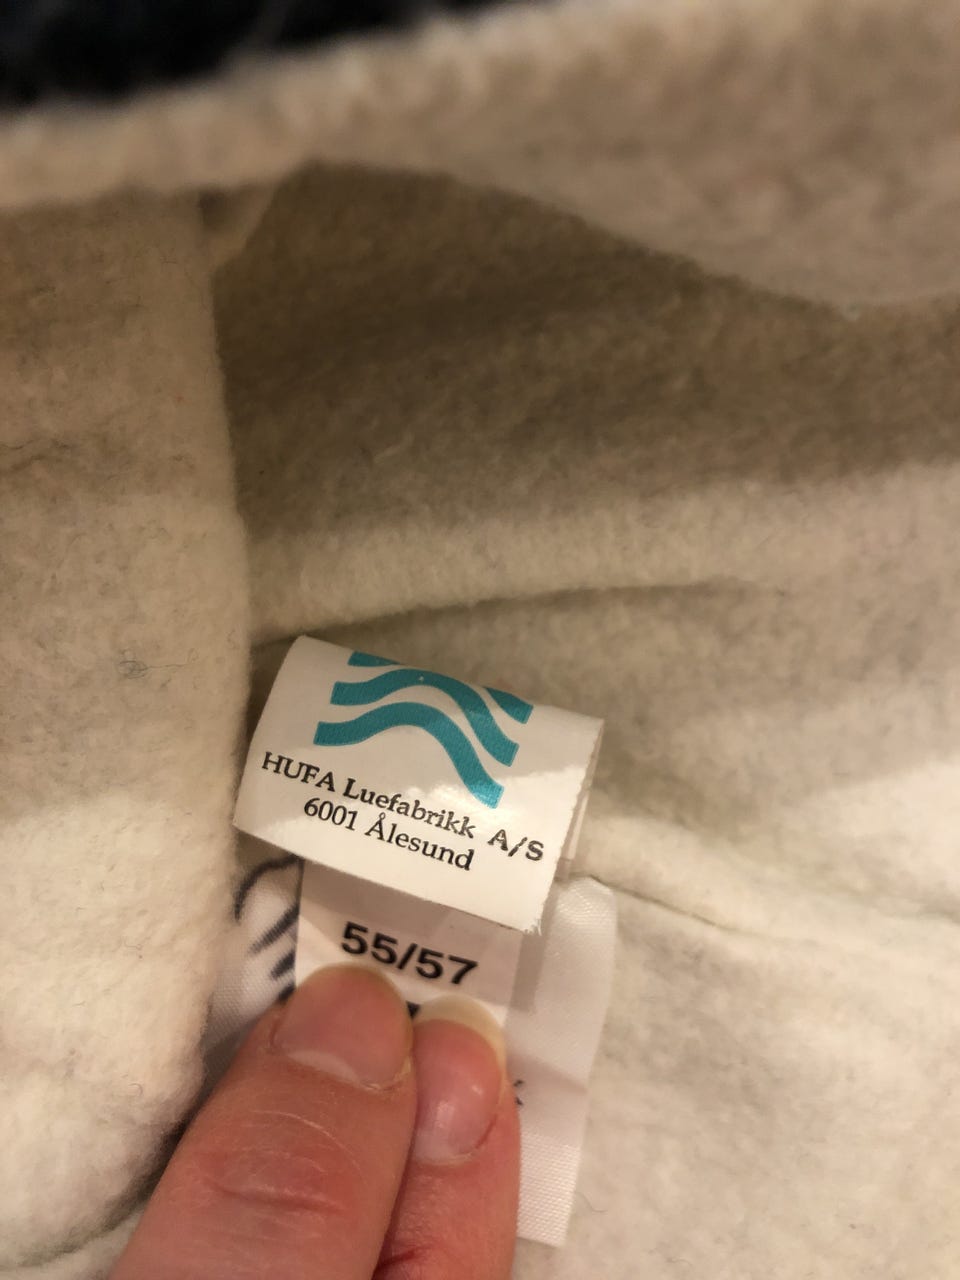 HUFA Luefabrikk A/S
6001 Ålesund
55/57